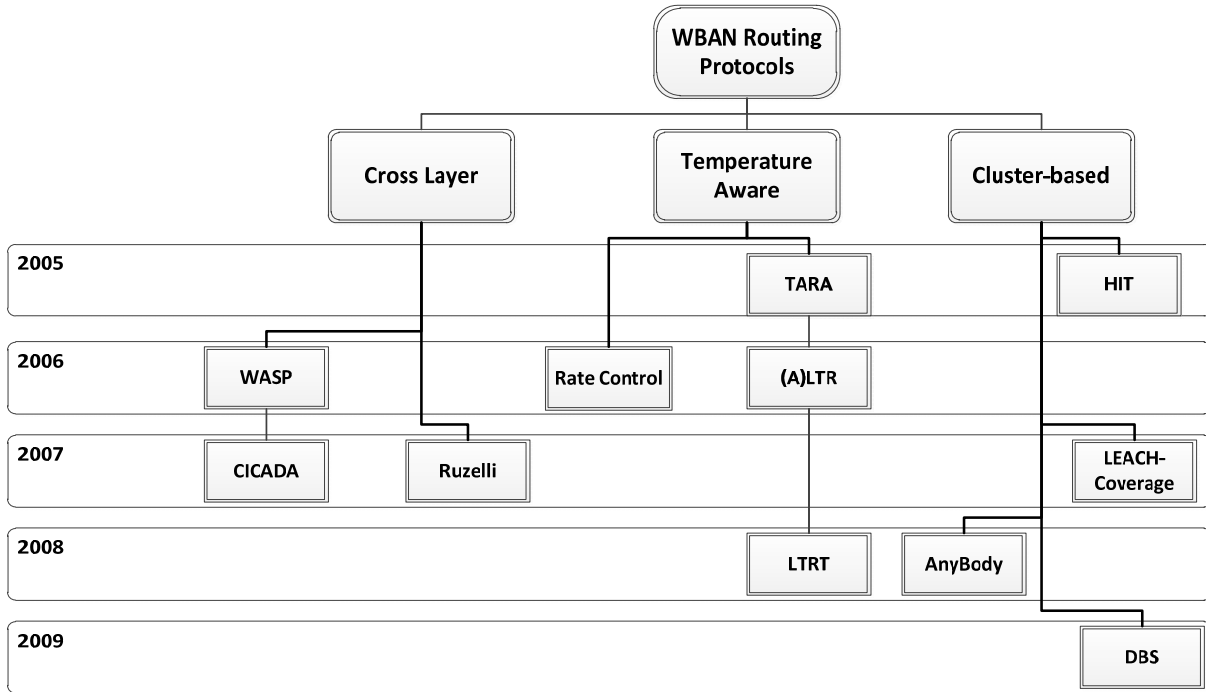 WBAN Routing
Protocols
Cross Layer
Temperature
Aware
Cluster-based
2005
TARA
HIT
2006
WASP
Rate Control
(A)LTR
2007
CICADA
Ruzelli
LEACH-
Coverage
2008
LTRT
AnyBody
2009
DBS